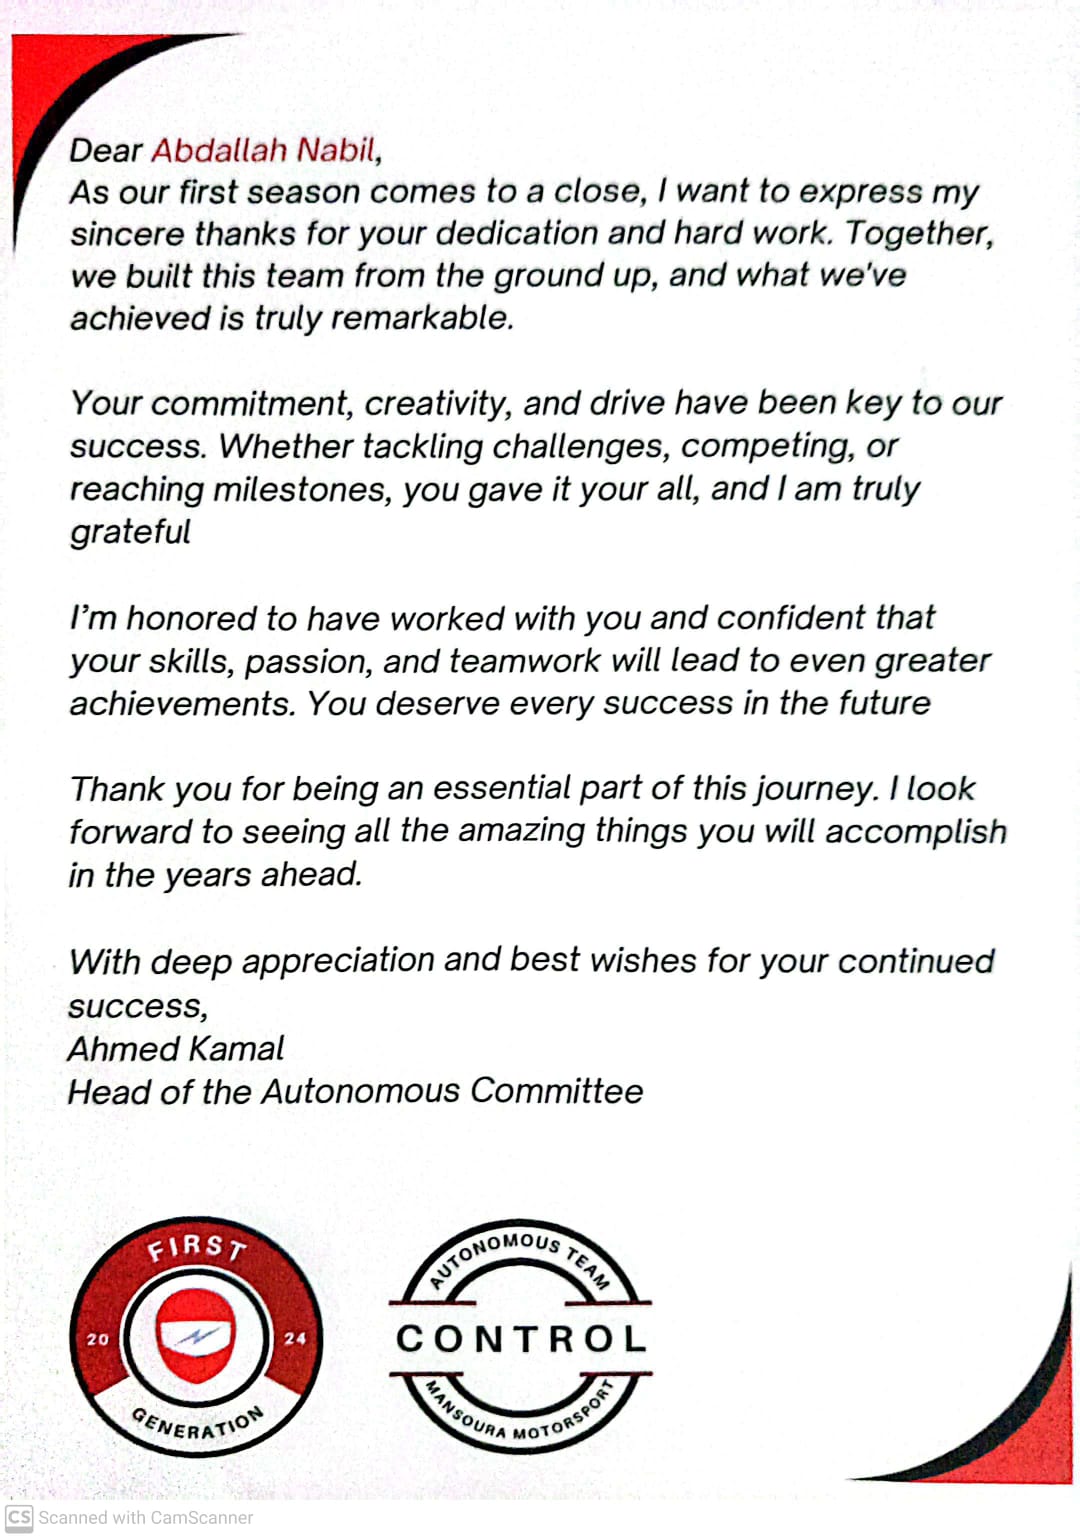 Dear Abdallah Nabil,
As our first season comes to a close, I want to express my
sincere thanks for your dedication and hard work. Together,
we built this team from the ground up, and what we've
achieved is truly remarkable.
Your commitment, creativity, and drive have been key to our
success. Whether tackling challenges, competing, or
reaching milestones, you gave it your all, and I am truly
grateful
I’m honored to have worked with you and confident that
your skills, passion, and teamwork will lead to even greater
achievements. You deserve every success in the future
Thank you for being an essential part of this journey. I look
forward to seeing all the amazing things you will accomplish
in the years ahead.
With deep appreciation and best wishes for your continued
success,
Ahmed Kamal
Head of the Autonomous Committee
FIRST
20 24
GENERATION
AUTONOMOUS TEAM
CONTROL
MANSOURA MOTORSPORT
CS Scanned with CamScanner